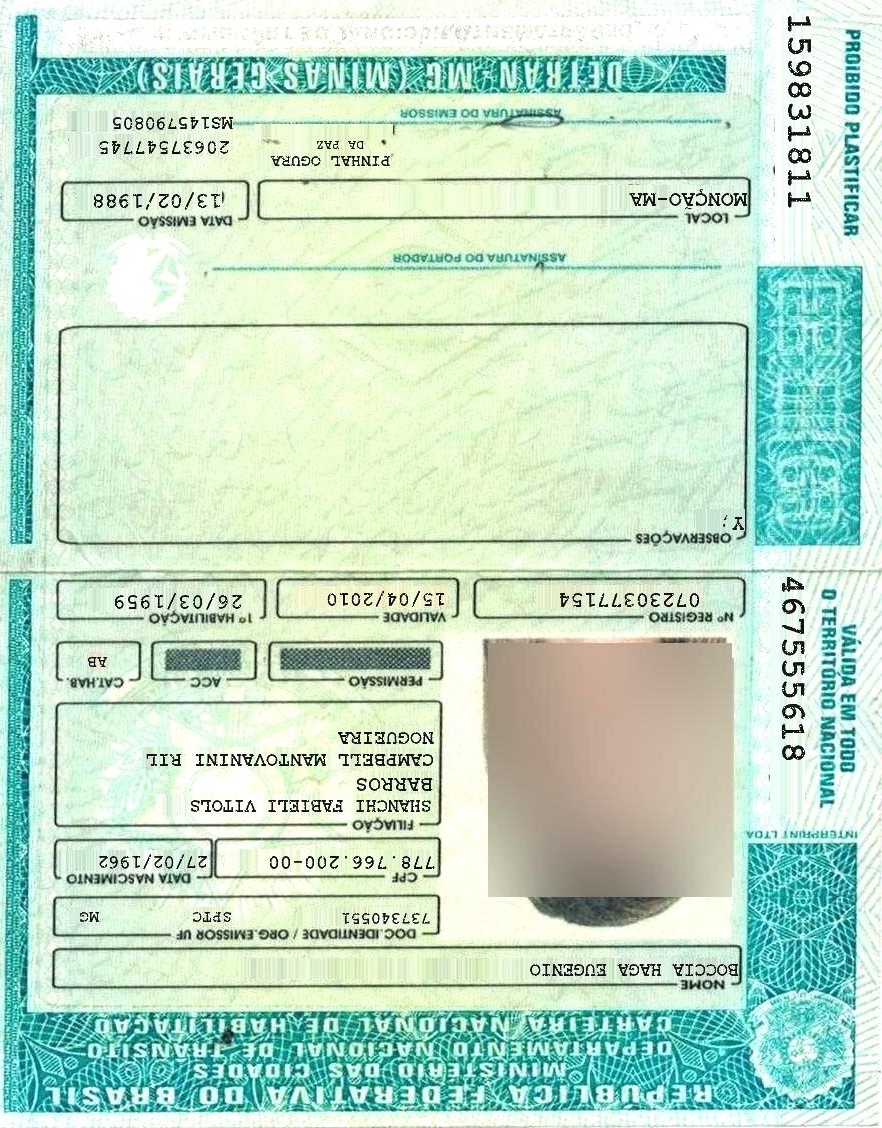 REPÚBLICA FEDERATIVA DO BRASIL
MINISTÉRIO DAS CIDADES
DEPARTAMENTO NACIONAL DE TRÂNSITO
CARTEIRA NACIONAL DE HABILITAÇÃO
NOME
BOCCIA HAGA EUGENIO
DOC. IDENTIDADE / ORG. EMISSOR UF
737340551 SPTC MG
CPF
778.766.200-00
DATA NASCIMENTO
27/02/1962
FILIAÇÃO
SHANCHI FABIELI VITOLS
BARROS
CAMPBELL MANTOVANINI RIL
NOGUEIRA
PERMISSÃO
ACC
CAT.HAB.
AB
Nº REGISTRO
07230377154
VALIDADE
15/04/2010
1ª HABILITAÇÃO
26/03/1959
OBSERVAÇÕES
Y;
ASSINATURA DO PORTADOR
LOCAL
MONÇÃO-MA
DATA EMISSÃO
13/02/1988
PINHAL OGURA
DA PAZ
20637547745
MS145790805
ASSINATURA DO EMISSOR
DETRAN-MG (MINAS GERAIS)
INTERPRINT LTDA
VÁLIDA EM TODO
O TERRITÓRIO NACIONAL
467555618
PROIBIDO PLASTIFICAR
159831811